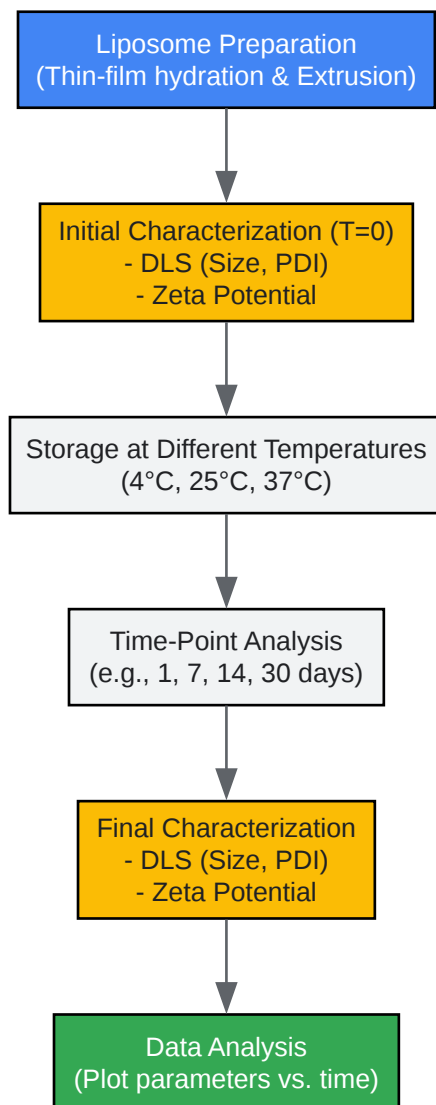 Liposome Preparation
(Thin-film hydration & Extrusion)
Initial Characterization (T=0)
- DLS (Size, PDI)
- Zeta Potential
Storage at Different Temperatures
(4°C, 25°C, 37°C)
Time-Point Analysis
(e.g., 1, 7, 14, 30 days)
Final Characterization
- DLS (Size, PDI)
- Zeta Potential
Data Analysis
(Plot parameters vs. time)